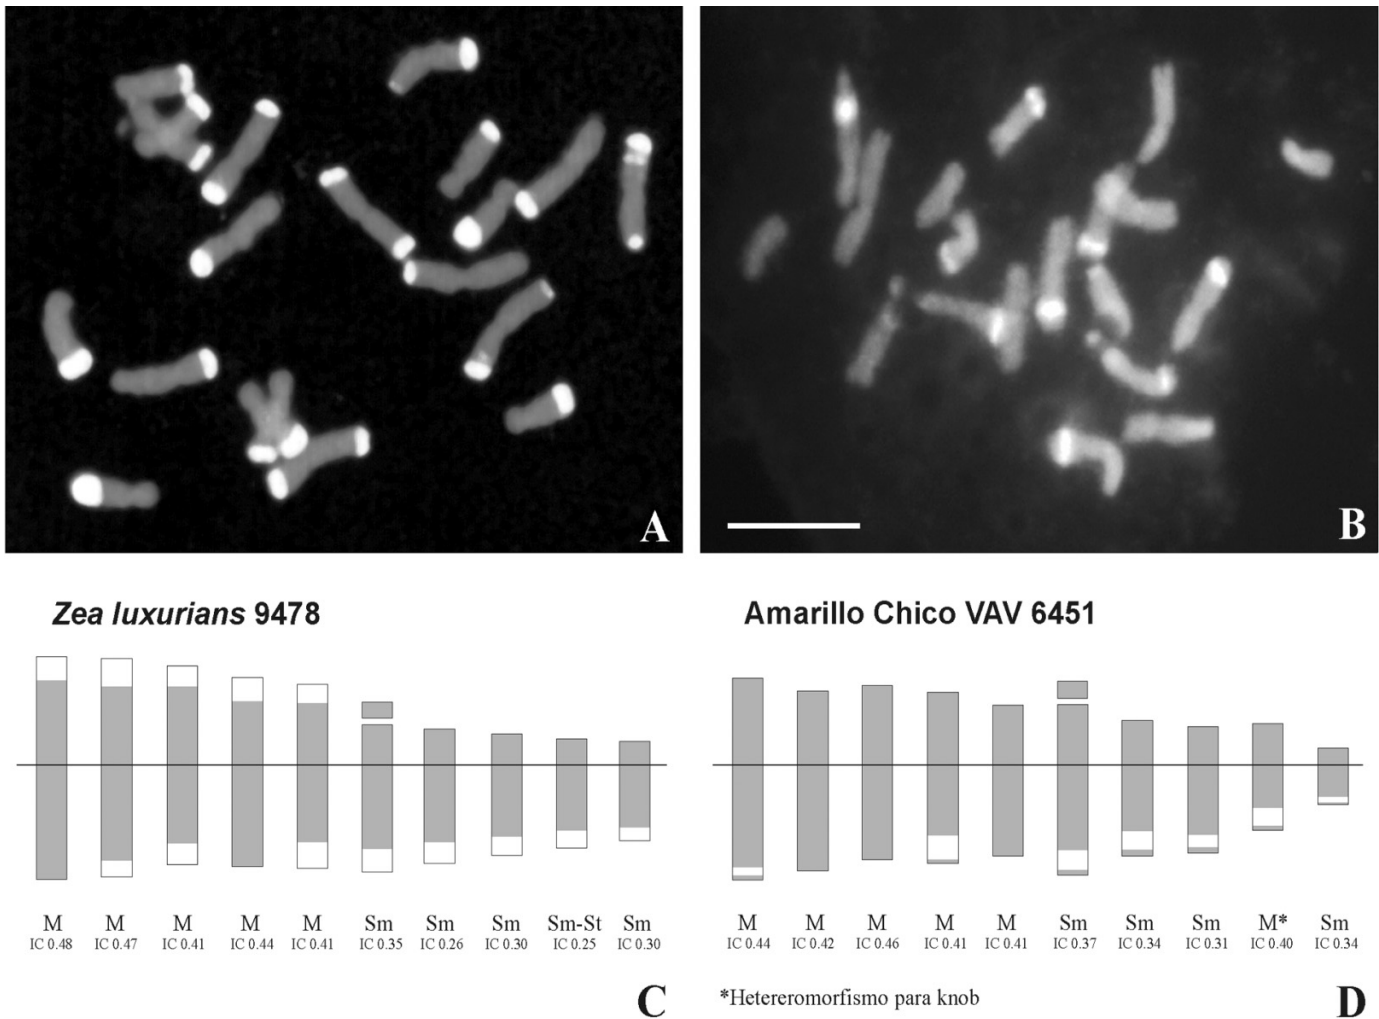 A
B
Zea luxurians 9478
Amarillo Chico VAV 6451
M M M M M Sm Sm Sm Sm-St Sm
IC 0.48 IC 0.47 IC 0.41 IC 0.44 IC 0.41 IC 0.35 IC 0.26 IC 0.30 IC 0.25 IC 0.30
M M M M M Sm Sm Sm M* Sm
IC 0.44 IC 0.42 IC 0.46 IC 0.41 IC 0.41 IC 0.37 IC 0.34 IC 0.31 IC 0.40 IC 0.34
C
*Hetereromorfismo para knob
D